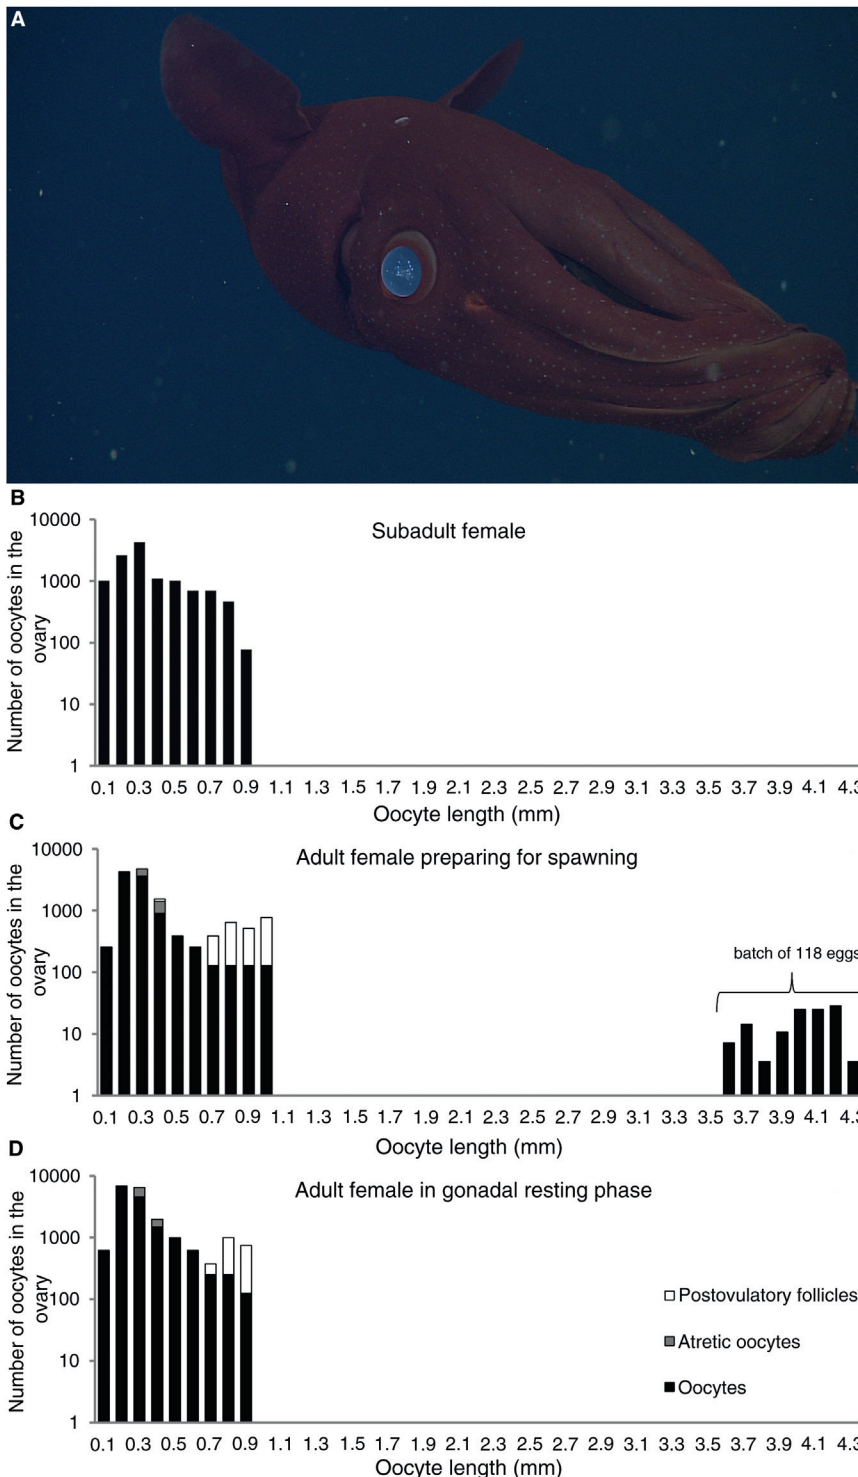 A
B
Subadult female
Number of oocytes in the
ovary
10000
1000
100
10
1
0.1 0.3 0.5 0.7 0.9 1.1 1.3 1.5 1.7 1.9 2.1 2.3 2.5 2.7 2.9 3.1 3.3 3.5 3.7 3.9 4.1 4.3
Oocyte length (mm)
C
Adult female preparing for spawning
Number of oocytes in the
ovary
10000
1000
100
10
1
batch of 118 eggs
0.1 0.3 0.5 0.7 0.9 1.1 1.3 1.5 1.7 1.9 2.1 2.3 2.5 2.7 2.9 3.1 3.3 3.5 3.7 3.9 4.1 4.3
Oocyte length (mm)
D
Adult female in gonadal resting phase
Number of oocytes in the
ovary
10000
1000
100
10
1
Postovulatory follicles
Atretic oocytes
Oocytes
0.1 0.3 0.5 0.7 0.9 1.1 1.3 1.5 1.7 1.9 2.1 2.3 2.5 2.7 2.9 3.1 3.3 3.5 3.7 3.9 4.1 4.3
Oocyte length (mm)